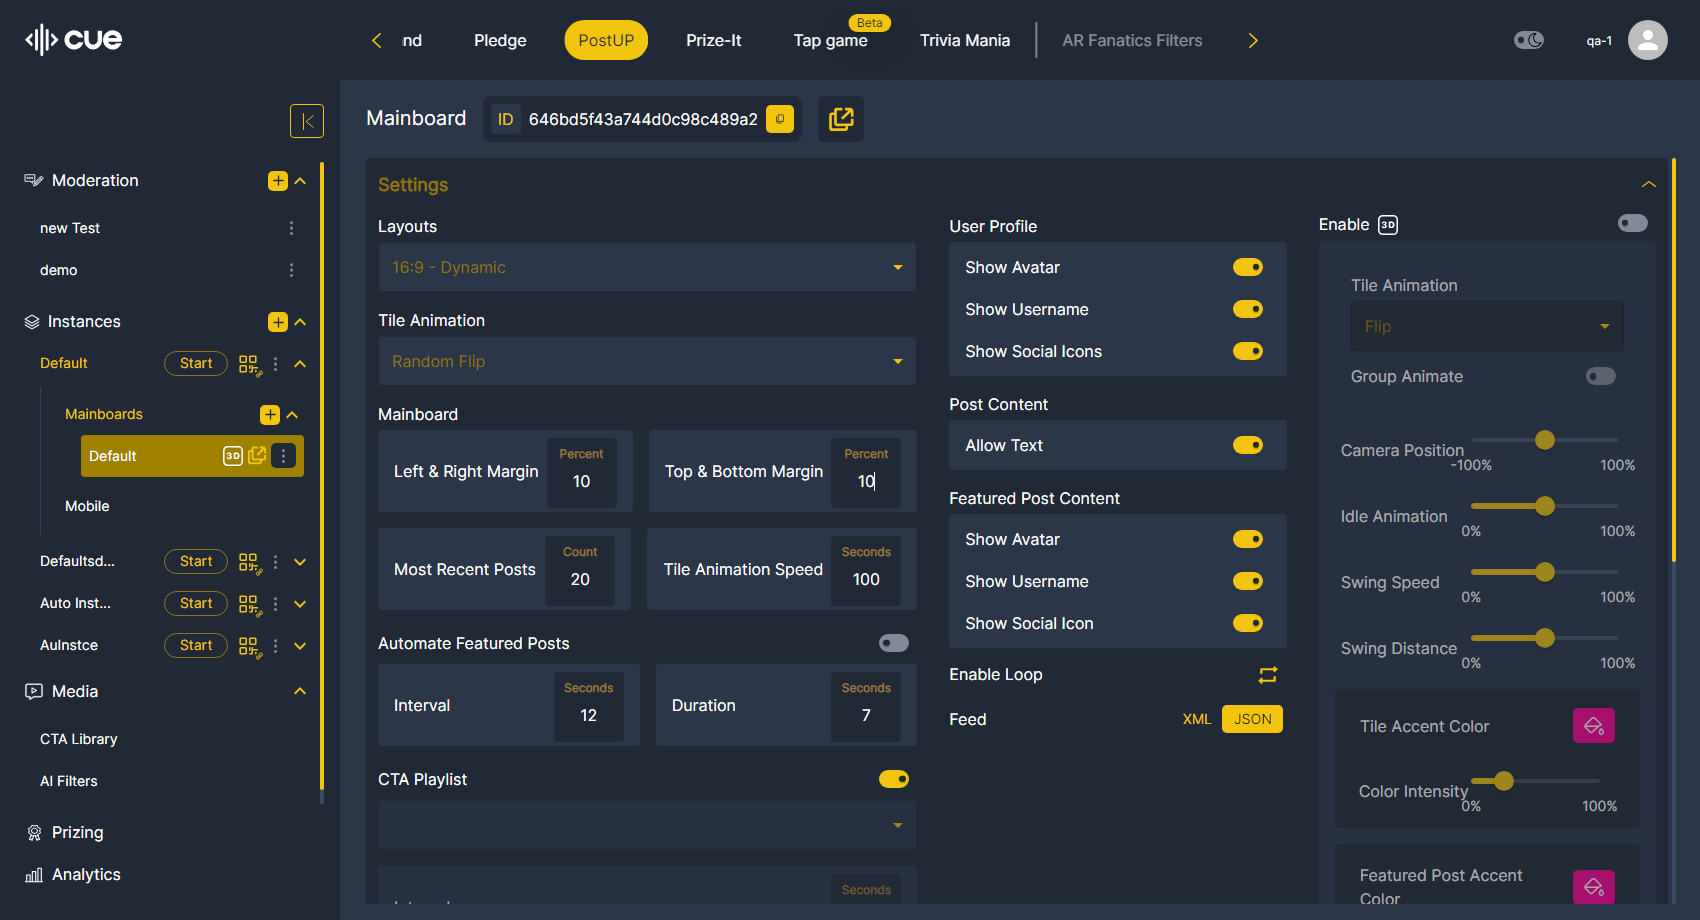 cue
nd
Pledge
PostUP
Prize-It
Tap game
Beta
Trivia Mania
AR Fanatics Filters
qa-1
Moderation
new Test
demo
Instances
Default
Start
Mainboards
Default
3D
Mobile
Defaultsd...
Start
Auto Inst...
Start
AuInstce
Start
Media
CTA Library
AI Filters
Prizing
Analytics
Mainboard
ID
646bd5f43a744d0c98c489a2
Settings
Layouts
16:9 - Dynamic
Tile Animation
Random Flip
Mainboard
Left & Right Margin
Percent
10
Top & Bottom Margin
Percent
10
Most Recent Posts
Count
20
Tile Animation Speed
Seconds
100
Automate Featured Posts
Interval
Seconds
12
Duration
Seconds
7
CTA Playlist
Seconds
User Profile
Show Avatar
Show Username
Show Social Icons
Post Content
Allow Text
Featured Post Content
Show Avatar
Show Username
Show Social Icon
Enable Loop
Feed
XML
JSON
Enable 3D
Tile Animation
Flip
Group Animate
Camera Position
-100%
100%
Idle Animation
0%
100%
Swing Speed
0%
100%
Swing Distance
0%
100%
Tile Accent Color
Color Intensity
0%
100%
Featured Post Accent
Color